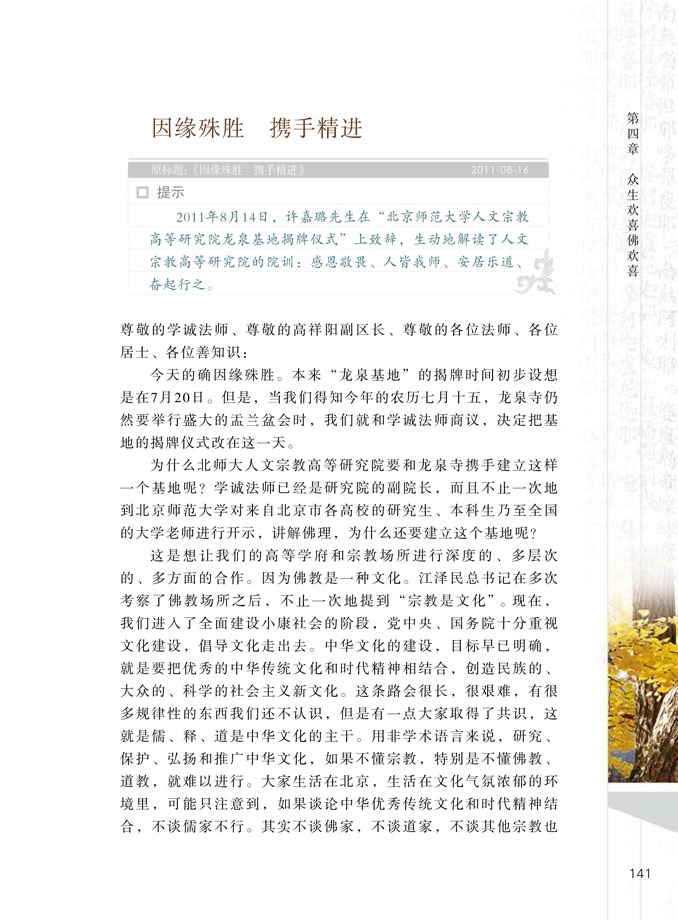 因缘殊胜　携手精进
原标题：《因缘殊胜　携手精进》　2011-08-16
提示
2011年8月14日，许嘉璐先生在“北京师范大学人文宗教
高等研究院龙泉基地揭牌仪式”上致辞，生动地解读了人文
宗教高等研究院的院训：感恩敬畏、人皆我师、安居乐道、
奋起行之。
尊敬的学诚法师、尊敬的高祥阳副区长、尊敬的各位法师、各位
居士、各位善知识：
今天的确因缘殊胜。本来“龙泉基地”的揭牌时间初步设想
是在7月20日。但是，当我们得知今年的农历七月十五，龙泉寺仍
然要举行盛大的盂兰盆会时，我们就和学诚法师商议，决定把基
地的揭牌仪式改在这一天。
为什么北师大人文宗教高等研究院要和龙泉寺携手建立这样
一个基地呢？学诚法师已经是研究院的副院长，而且不止一次地
到北京师范大学对来自北京市各高校的研究生、本科生乃至全国
的大学老师进行开示，讲解佛理，为什么还要建立这个基地呢？
这是想让我们的高等学府和宗教场所进行深度的、多层次
的、多方面的合作。因为佛教是一种文化。江泽民总书记在多次
考察了佛教场所之后，不止一次地提到“宗教是文化”。现在，
我们进入了全面建设小康社会的阶段，党中央、国务院十分重视
文化建设，倡导文化走出去。中华文化的建设，目标早已明确，
就是要把优秀的中华传统文化和时代精神相结合，创造民族的、
大众的、科学的社会主义新文化。这条路会很长，很艰难，有很
多规律性的东西我们还不认识，但是有一点大家取得了共识，这
就是儒、释、道是中华文化的主干。用非学术语言来说，研究、
保护、弘扬和推广中华文化，如果不懂宗教，特别是不懂佛教、
道教，就难以进行。大家生活在北京，生活在文化气氛浓郁的环
境里，可能只注意到，如果谈论中华优秀传统文化和时代精神结
合，不谈儒家不行。其实不谈佛家，不谈道家，不谈其他宗教也
第四章　众生欢喜佛欢喜
141